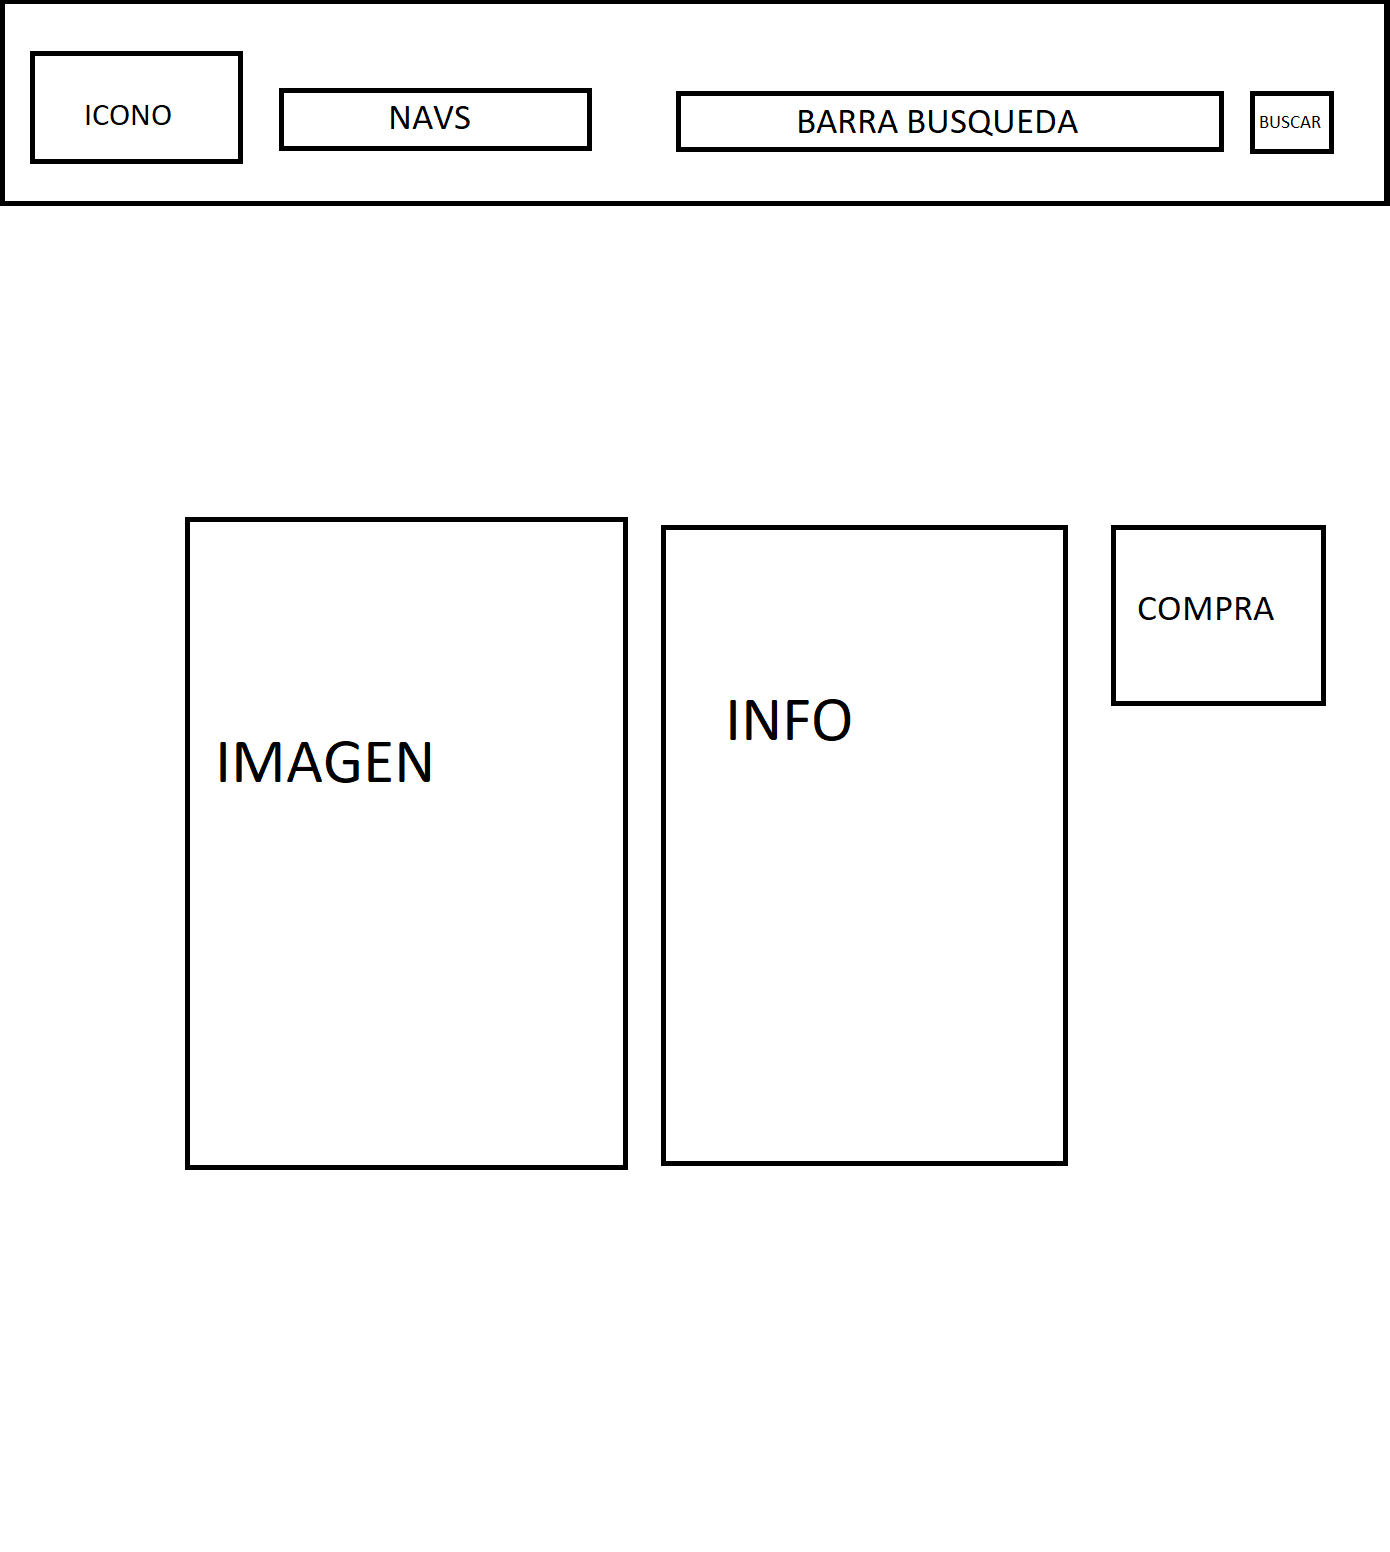 ICONO
NAVS
BARRA BUSQUEDA
BUSCAR
IMAGEN
INFO
COMPRA